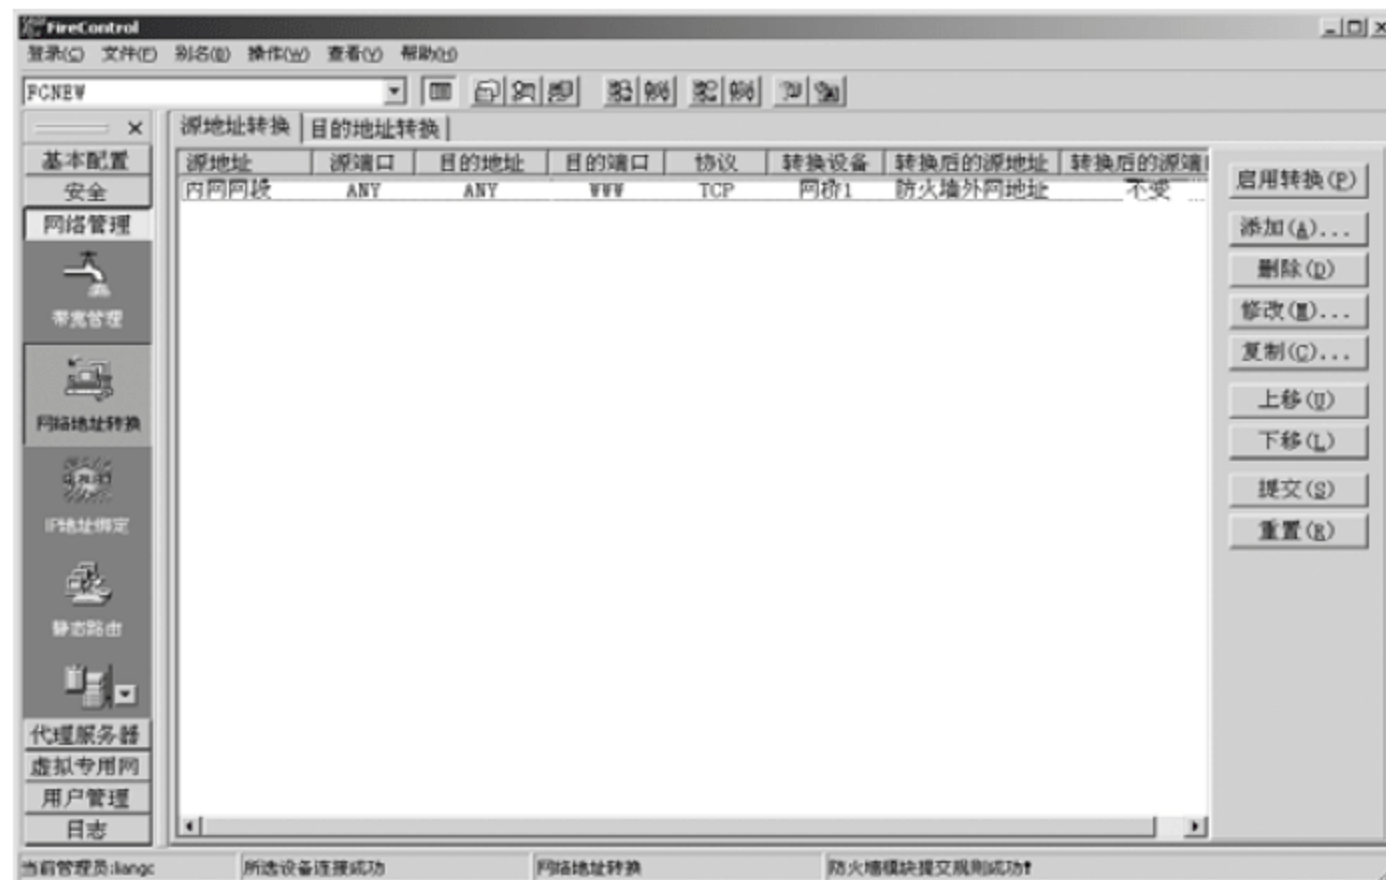 FireControl
登录(C) 文件(F) 别名(B) 操作(W) 查看(V) 帮助(H)
FCNEW
源地址转换 目的地址转换
基本配置
安全
网络管理
带宽管理
网络地址转换
IP地址绑定
静态路由
代理服务器
虚拟专用网
用户管理
日志
源地址 源端口 目的地址 目的端口 协议 转换设备 转换后的源地址 转换后的源端
内网网段 ANY ANY WWW TCP 网桥1 防火墙外网地址 不变
启用转换(P)
添加(A)...
删除(D)
修改(M)...
复制(C)...
上移(U)
下移(L)
提交(S)
重置(R)
当前管理员:liangc 所选设备连接成功 网络地址转换 防火墙模块提交规则成功!